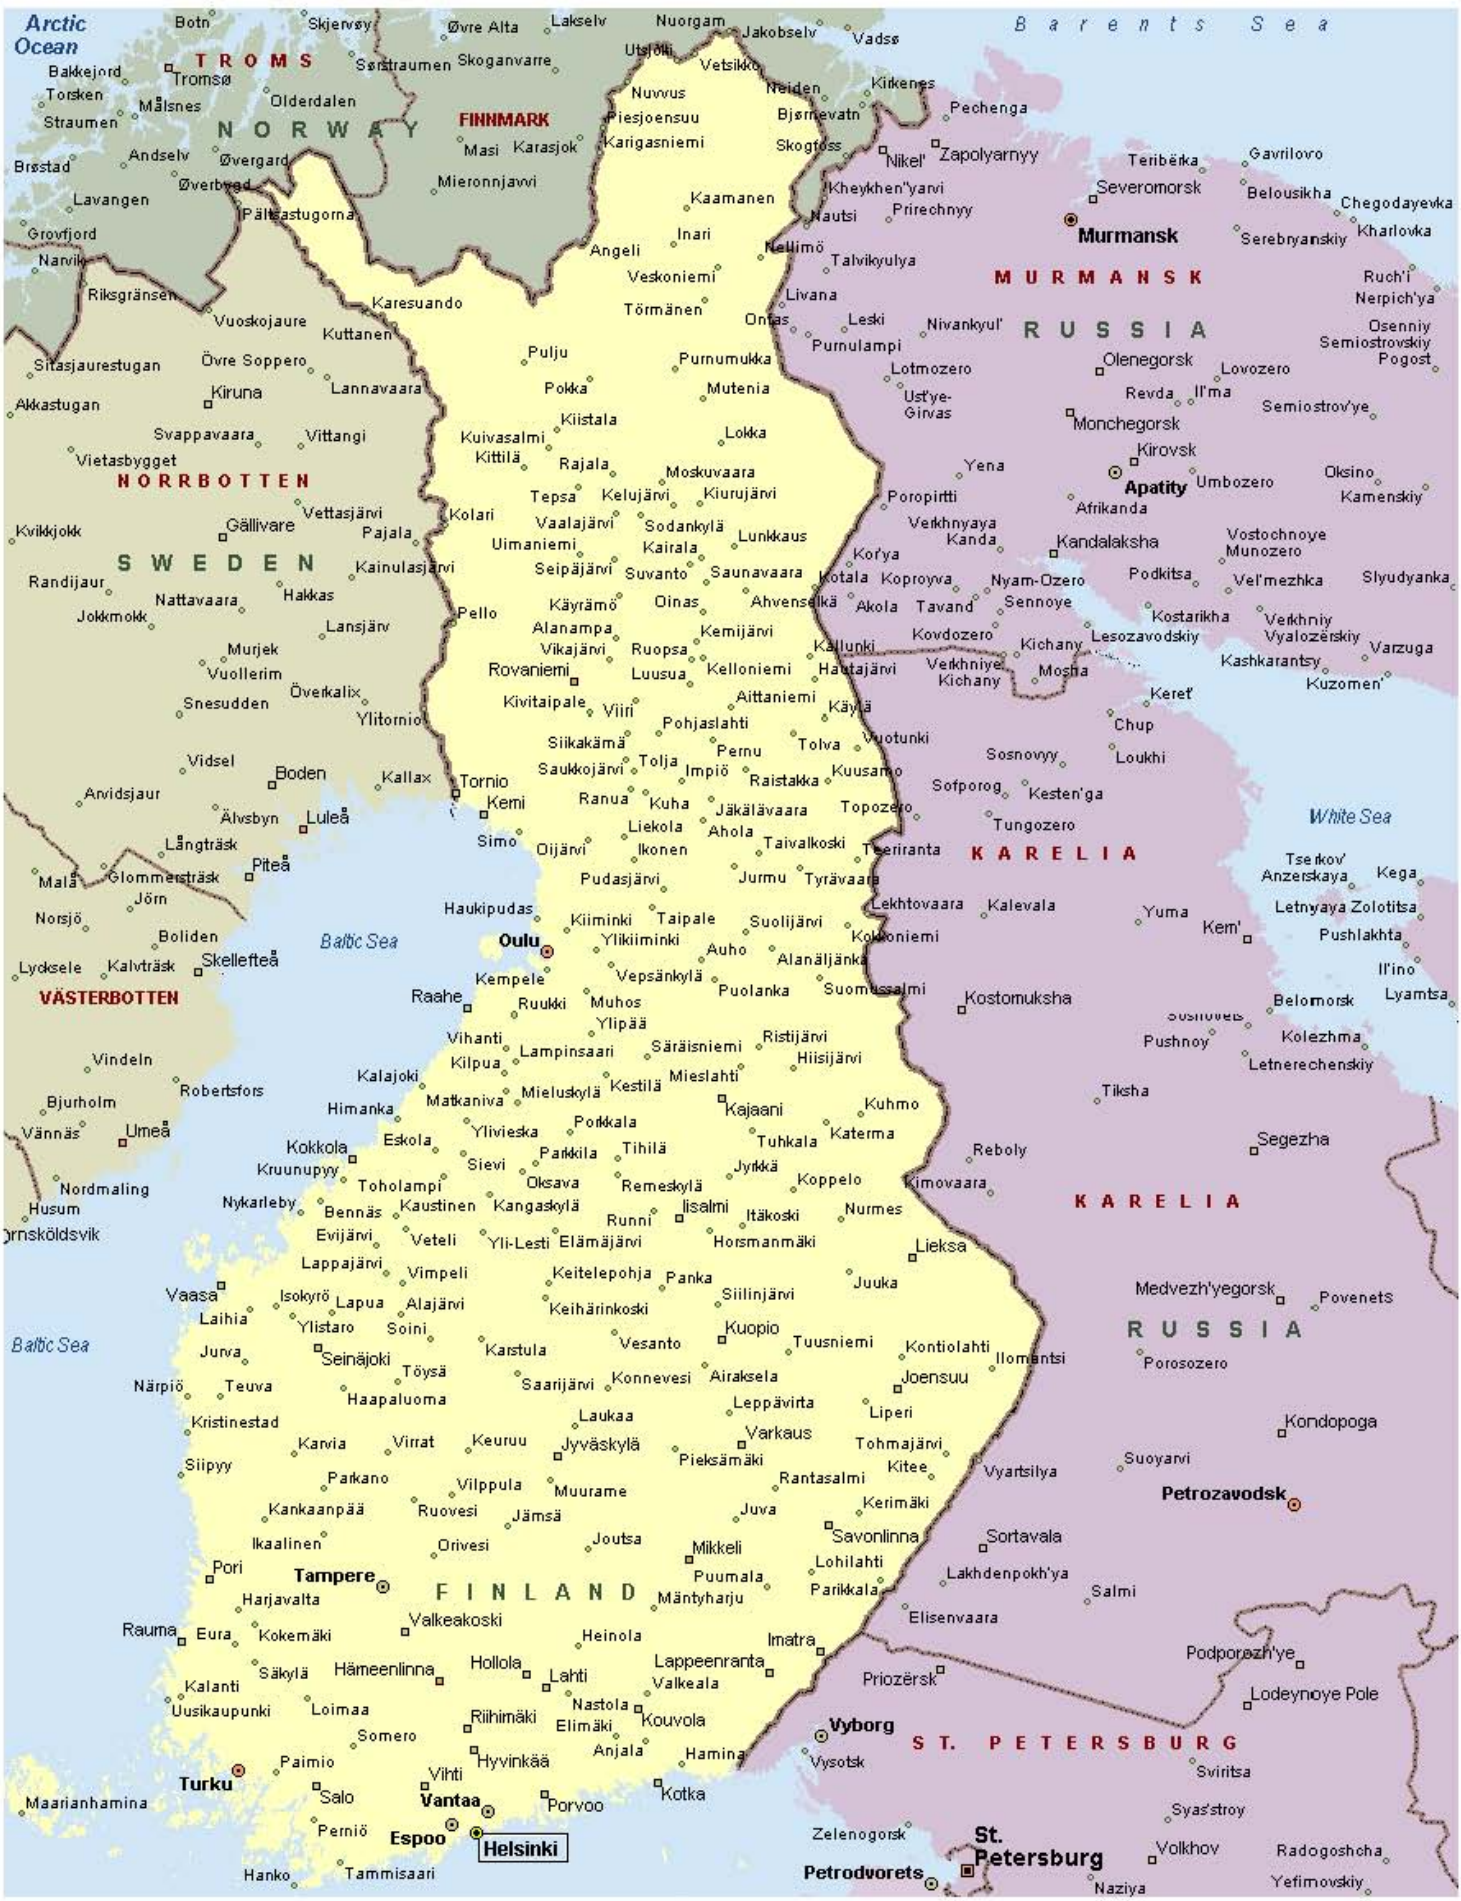 Arctic
Ocean
Botn
Skjervøy
Øvre Alta
Lakselv
Nuorgam
Jakobselv
Vadsø
Barents Sea
Bakkejord
TROMS
Tromsø
Sørstraumen
Skoganvarre
Utsjoki
Vetsikko
Neiden
Kirkenes
Torsken
Målsnes
Olderdalen
Nuvvus
Bjørnevatn
Pechenga
Straumen
NORWAY
FINNMARK
Piesjoensuu
Masi
Karasjok
Karigasniemi
Skogfoss
Nikel'
Zapolyarnyy
Teribërka
Gavrilovo
Brøstad
Andselv
Øvergard
Øverbygd
Mieronnjavvi
Kheykhen"yarvi
Severomorsk
Belousikha
Chegodayevka
Lavangen
Pältsastugorna
Kaamanen
Nautsi
Prirechnyy
Murmansk
Serebryanskiy
Kharlovka
Grovfjord
Inari
Angeli
Nellimö
Talvikyulya
Narvik
Veskoniemi
MURMANSK
Ruch'i
Riksgränsen
Karesuando
Törmänen
Livana
Nerpich'ya
Vuoskojaure
Kuttanen
Ontas
Leski
Nivankyul'
RUSSIA
Osenniy
Semiostrovskiy
Pogost
Purnulampi
Sitasjaurestugan
Övre Soppero
Pulju
Purnumukka
Olenegorsk
Lotmozero
Lovozero
Kiruna
Lannavaara
Pokka
Mutenia
Ust'ye-
Girvas
Revda
Il'ma
Semiostrov'ye
Akkastugan
Monchegorsk
Svappavaara
Vittangi
Kiistala
Kuivasalmi
Lokka
Kirovsk
Vietasbygget
Kittilä
Rajala
Moskuvaara
Yena
Apatity
Umbozero
Oksino
Kamenskiy
NORRBOTTEN
Tepsa
Kelujärvi
Kiurujärvi
Poropirtti
Afrikanda
Vettasjärvi
Kolari
Vaalajärvi
Sodankylä
Verkhnyaya
Kanda
Kvikkjokk
Gällivare
Pajala
Uimaniemi
Kairala
Lunkkaus
Kor'ya
Kandalaksha
Vostochnoye
Munozero
SWEDEN
Kainulasjärvi
Seipäjärvi
Suvanto
Saunavaara
Kotala
Koproyva
Nyam-Ozero
Podkitsa
Vel'mezhka
Slyudyanka
Randijaur
Nattavaara
Hakkas
Käyrämö
Oinas
Ahvenselkä
Akola
Tavand
Sennoye
Kostarikha
Verkhniy
Vyalozërskiy
Jokkmokk
Lansjärv
Pello
Alanampa
Kemijärvi
Kovdozero
Lesozavodskiy
Murjek
Vikajärvi
Ruopsa
Kallunki
Kichany
Varzuga
Vuollerim
Rovaniemi
Luusua
Kelloniemi
Hautajärvi
Verkhniye
Kichany
Mosha
Kashkarantsy
Kuzomen'
Snesudden
Överkalix
Kivitaipale
Viiri
Aittaniemi
Käylä
Keret'
Ylitornio
Pohjaslahti
Chup
Siikakämä
Pernu
Tolva
Vuotunki
Sosnovyy
Loukhi
Vidsel
Boden
Kallax
Tornio
Saukkojärvi
Tolja
Impiö
Raistakka
Kuusamo
Sofporog
Kesten'ga
Arvidsjaur
Kemi
Ranua
Kuha
Jäkälävaara
Topozero
Tungozero
White Sea
Älvsbyn
Luleå
Liekola
Ahola
Simo
Oijärvi
Ikonen
Taivalkoski
Teeriranta
KARELIA
Långträsk
Tserkov'
Anzerskaya
Kega
Malå
Glommersträsk
Piteå
Pudasjärvi
Jurmu
Tyrävaara
Jörn
Haukipudas
Lekhtovaara
Kalevala
Yuma
Letnyaya Zolotitsa
Norsjö
Kiiminki
Taipale
Suolijärvi
Kokkoniemi
Kem'
Pushlakhta
Boliden
Baltic Sea
Oulu
Ylikiiminki
Auho
Alanäljänkä
Lycksele
Kalvträsk
Skellefteå
Kempele
Vepsänkylä
Puolanka
Suomussalmi
Il'ino
VÄSTERBOTTEN
Raahe
Ruukki
Muhos
Kostomuksha
Belomorsk
Lyamtsa
Ylipää
Vihanti
Lampinsaari
Säräisniemi
Ristijärvi
Pushnoy
Kolezhma
Vindeln
Kilpua
Hiisijärvi
Letnerechenskiy
Kalajoki
Mieluskylä
Kestilä
Mieslahti
Robertsfors
Matkaniva
Tiksha
Bjurholm
Himanka
Kajaani
Kuhmo
Vännäs
Umeå
Eskola
Ylivieska
Porkkala
Tuhkala
Katerma
Segezha
Kokkola
Sievi
Parkkila
Tihilä
Reboly
Kruunupyy
Toholampi
Oksava
Remeskylä
Jyrkkä
Koppelo
Kimovaara
Nordmaling
Nykarleby
Bennäs
Kaustinen
Kangaskylä
Iisalmi
Nurmes
KARELIA
Husum
Runni
Itäkoski
Ornsköldsvik
Evijärvi
Veteli
Yli-Lesti
Elämäjärvi
Horsmanmäki
Lieksa
Lappajärvi
Vimpeli
Keitelepohja
Panka
Juuka
Vaasa
Isokyrö
Lapua
Alajärvi
Keihärinkoski
Siilinjärvi
Medvezh'yegorsk
Povenets
Laihia
Ylistaro
Soini
Kuopio
RUSSIA
Baltic Sea
Jurva
Seinäjoki
Karstula
Vesanto
Tuusniemi
Kontiolahti
Ilomantsi
Porosozero
Närpiö
Teuva
Töysä
Saarijärvi
Konnevesi
Airaksela
Joensuu
Haapaluoma
Leppävirta
Liperi
Kristinestad
Laukaa
Varkaus
Kondopoga
Karvia
Virrat
Keuruu
Jyväskylä
Tohmajärvi
Siipyy
Pieksämäki
Kitee
Vyartsilya
Suoyarvi
Parkano
Vilppula
Muurame
Rantasalmi
Petrozavodsk
Kankaanpää
Ruovesi
Jämsä
Juva
Kerimäki
Ikaalinen
Orivesi
Joutsa
Savonlinna
Sortavala
Pori
Mikkeli
Lohilahti
Tampere
FINLAND
Puumala
Parikkala
Lakhdenpokh'ya
Salmi
Harjavalta
Mäntyharju
Elisenvaara
Rauma
Eura
Kokemäki
Valkeakoski
Heinola
Imatra
Podporozh'ye
Säkylä
Hämeenlinna
Hollola
Lahti
Lappeenranta
Priozërsk
Kalanti
Valkeala
Lodeynoye Pole
Uusikaupunki
Loimaa
Riihimäki
Nastola
Kouvola
Vyborg
Somero
Elimäki
ST. PETERSBURG
Paimio
Hyvinkää
Anjala
Hamina
Vysotsk
Sviritsa
Turku
Salo
Vihti
Maarianhamina
Vantaa
Porvoo
Kotka
Syas'stroy
Perniö
Espoo
Helsinki
Zelenogorsk
St.
Petersburg
Volkhov
Radogoshcha
Hanko
Tammisaari
Petrodvorets
Naziya
Yefimovskiy